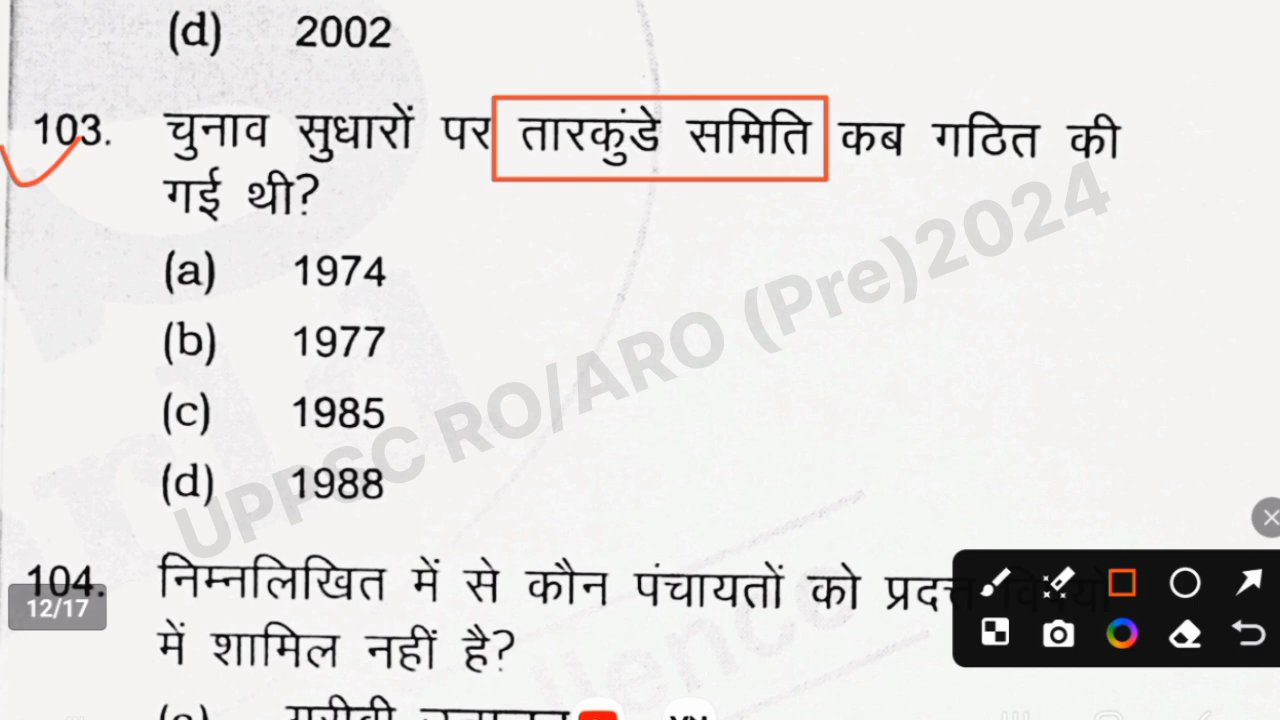 (d) 2002
103. चुनाव सुधारों पर तारकुंडे समिति कब गठित की
गई थी?
(a) 1974
(b) 1977
(c) 1985
(d) 1988
UPPSC RO/ARO (Pre)2024
104. निम्नलिखित में से कौन पंचायतों को प्रदत्त
12/17
में शामिल नहीं है?